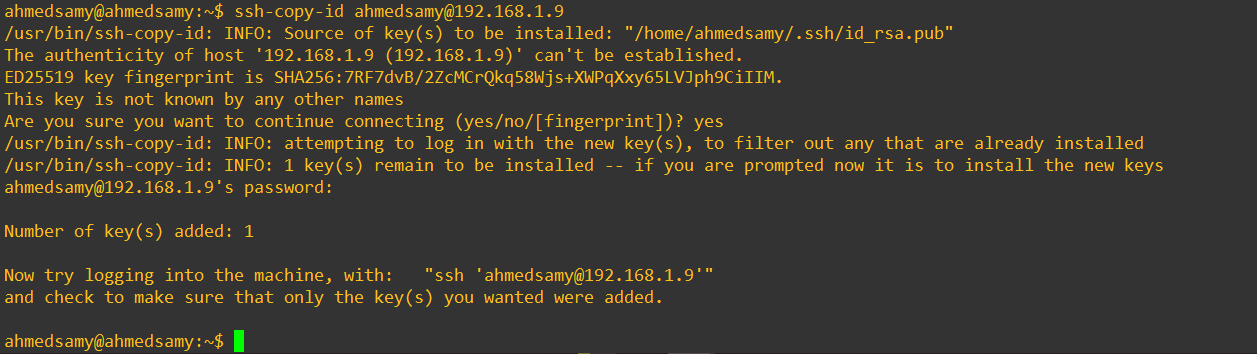 ahmedsamy@ahmedsamy:~$ ssh-copy-id ahmedsamy@192.168.1.9
/usr/bin/ssh-copy-id: INFO: Source of key(s) to be installed: "/home/ahmedsamy/.ssh/id_rsa.pub"
The authenticity of host '192.168.1.9 (192.168.1.9)' can't be established.
ED25519 key fingerprint is SHA256:7RF7dvB/2ZcMCrQkq58Wjs+XWPqXxy65LVJph9CiIIM.
This key is not known by any other names
Are you sure you want to continue connecting (yes/no/[fingerprint])? yes
/usr/bin/ssh-copy-id: INFO: attempting to log in with the new key(s), to filter out any that are already installed
/usr/bin/ssh-copy-id: INFO: 1 key(s) remain to be installed -- if you are prompted now it is to install the new keys
ahmedsamy@192.168.1.9's password:
Number of key(s) added: 1
Now try logging into the machine, with:   "ssh 'ahmedsamy@192.168.1.9'"
and check to make sure that only the key(s) you wanted were added.
ahmedsamy@ahmedsamy:~$